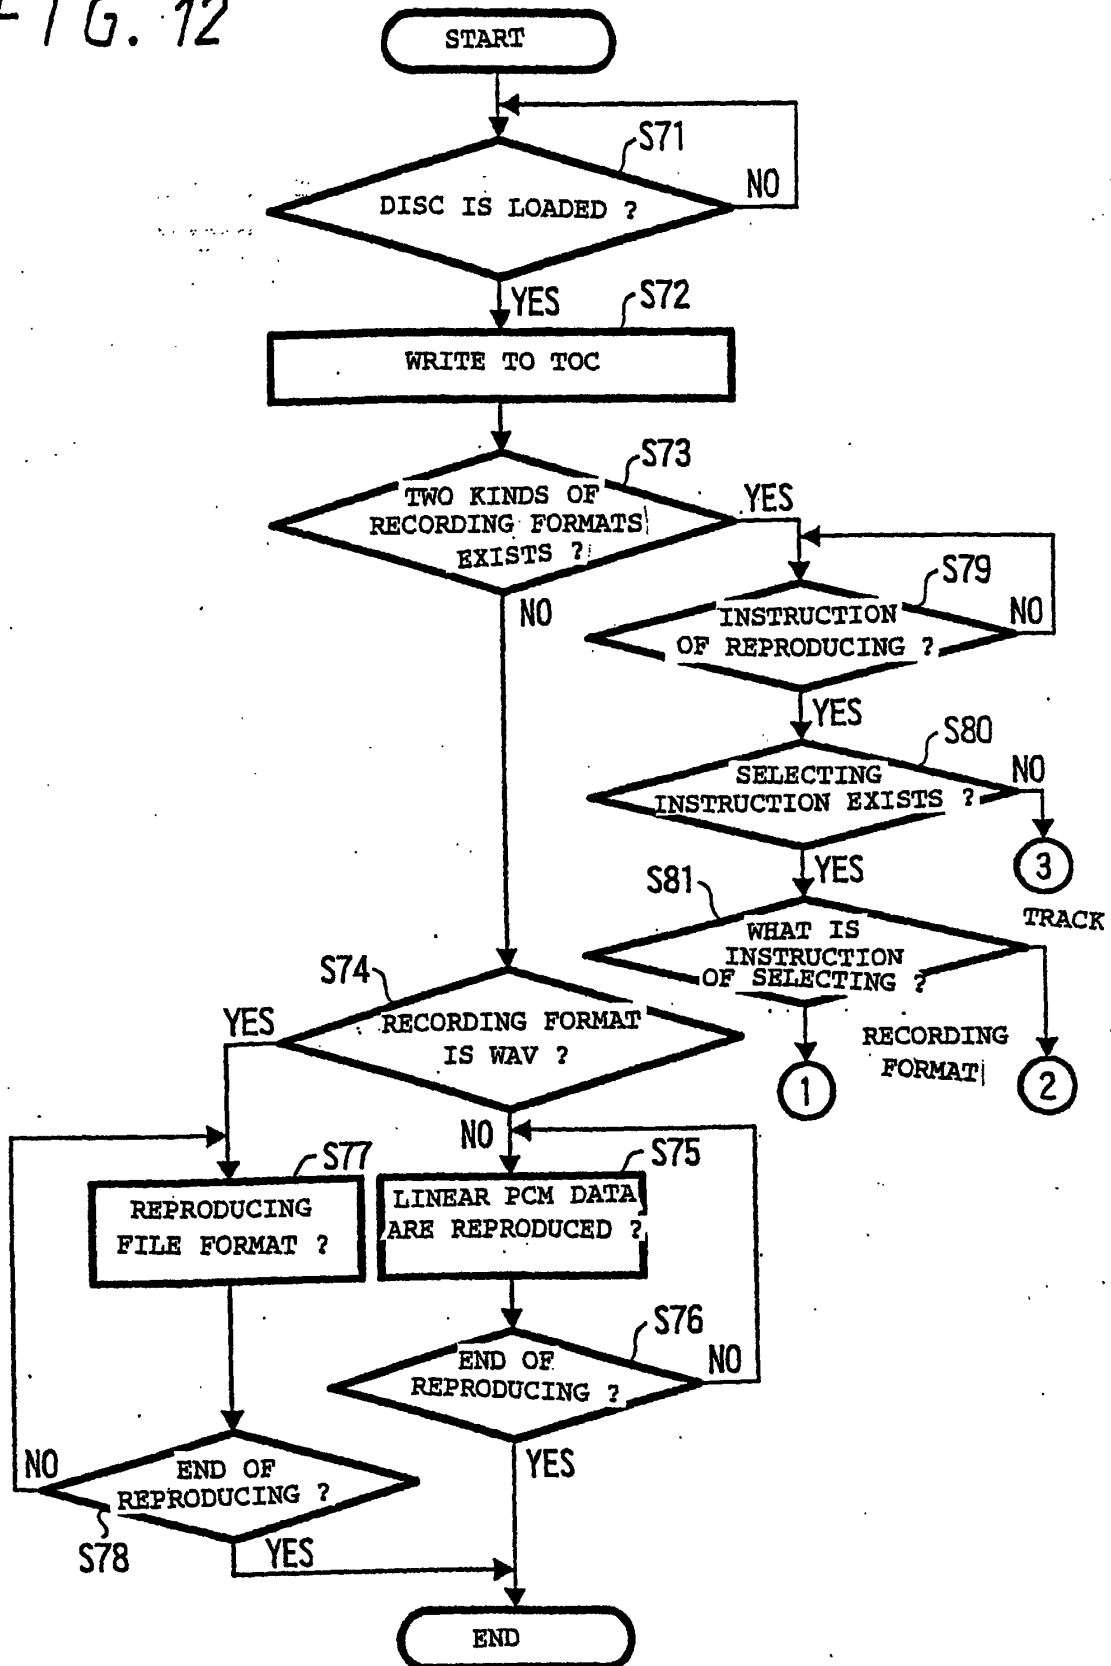 FIG. 12
START
S71
DISC IS LOADED ?
NO
YES
S72
WRITE TO TOC
S73
TWO KINDS OF
RECORDING FORMATS
EXISTS ?
YES
NO
S79
INSTRUCTION
OF REPRODUCING ?
NO
YES
S80
SELECTING
INSTRUCTION EXISTS ?
NO
3
YES
S81
WHAT IS
INSTRUCTION
OF SELECTING ?
TRACK
RECORDING
FORMAT
1
2
S74
RECORDING FORMAT
IS WAV ?
YES
NO
S77
REPRODUCING
FILE FORMAT ?
S75
LINEAR PCM DATA
ARE REPRODUCED ?
S76
END OF
REPRODUCING ?
NO
YES
END OF
REPRODUCING ?
NO
S78
YES
END